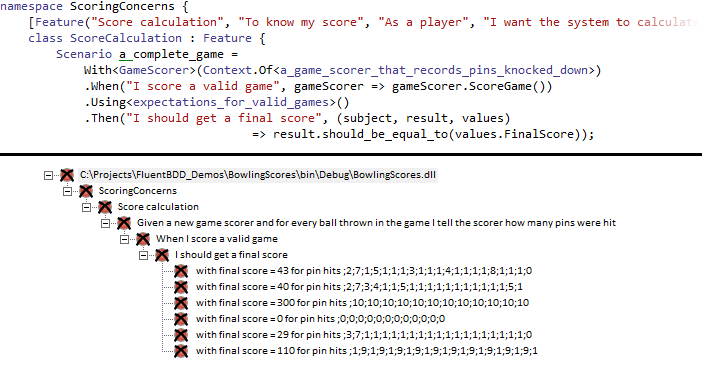 namespace ScoringConcerns {
[Feature("Score calculation", "To know my score", "As a player", "I want the system to calculate
class ScoreCalculation : Feature {
Scenario a_complete_game =
With<GameScorer>(Context.Of<a_game_scorer_that_records_pins_knocked_down>)
.When("I score a valid game", gameScorer => gameScorer.ScoreGame())
.Using<expectations_for_valid_games>()
.Then("I should get a final score", (subject, result, values)
=> result.should_be_equal_to(values.FinalScore));
C:\Projects\FluentBDD_Demos\BowlingScores\bin\Debug\BowlingScores.dll
ScoringConcerns
Score calculation
Given a new game scorer and for every ball thrown in the game I tell the scorer how many pins were hit
When I score a valid game
I should get a final score
with final score = 43 for pin hits ;2;7;1;5;1;1;1;3;1;1;1;4;1;1;1;1;8;1;1;1;0
with final score = 40 for pin hits ;2;7;3;4;1;1;5;1;1;1;1;1;1;1;1;1;1;1;5;1
with final score = 300 for pin hits ;10;10;10;10;10;10;10;10;10;10;10;10
with final score = 0 for pin hits ;0;0;0;0;0;0;0;0;0;0;0
with final score = 29 for pin hits ;3;7;1;1;1;1;1;1;1;1;1;1;1;1;1;1;1;1;1;1;0
with final score = 110 for pin hits ;1;9;1;9;1;9;1;9;1;9;1;9;1;9;1;9;1;9;1;9;1